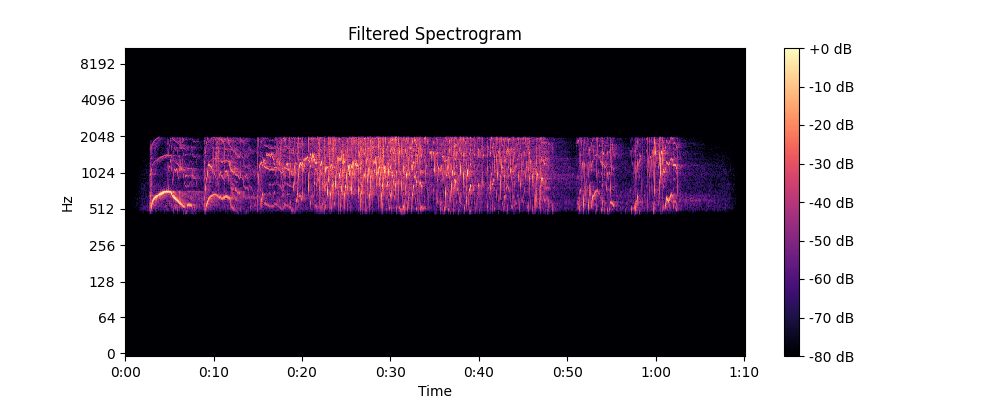 Filtered Spectrogram
8192
4096
2048
1024
512
256
128
64
0
Hz
0:00 0:10 0:20 0:30 0:40 0:50 1:00 1:10
Time
+0 dB
-10 dB
-20 dB
-30 dB
-40 dB
-50 dB
-60 dB
-70 dB
-80 dB